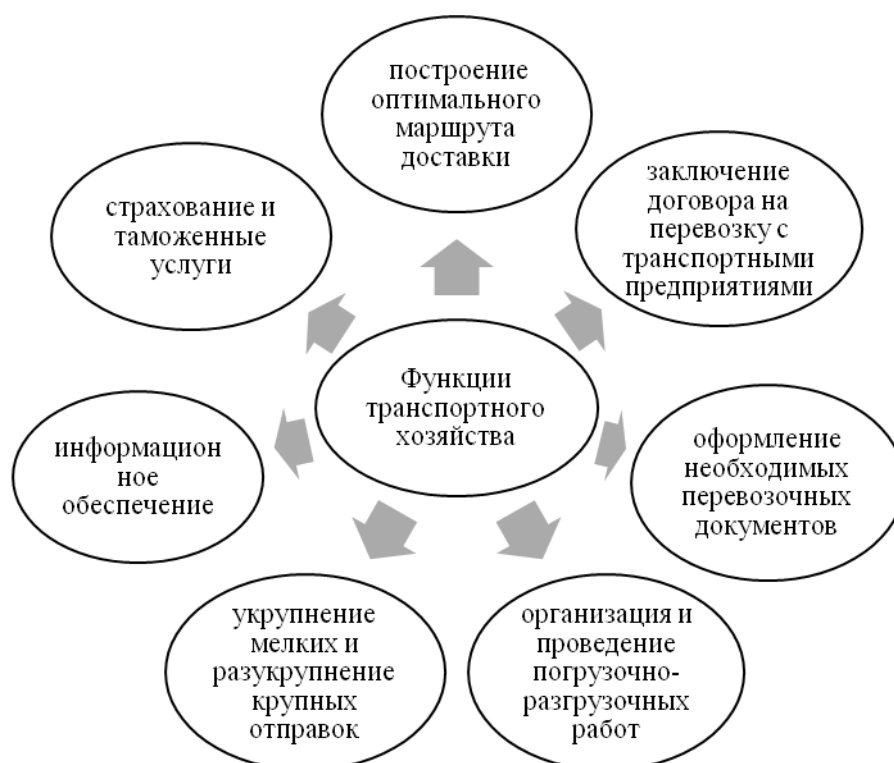 построение
оптимального
маршрута
доставки
заключение
договора на
перевозку с
транспортными
предприятиями
страхование и
таможенные
услуги
Функции
транспортного
хозяйства
оформление
необходимых
перевозочных
документов
информацион
ное
обеспечение
организация и
проведение
погрузочно-
разгрузочных
работ
укрупнение
мелких и
разукрупнение
крупных
отправок